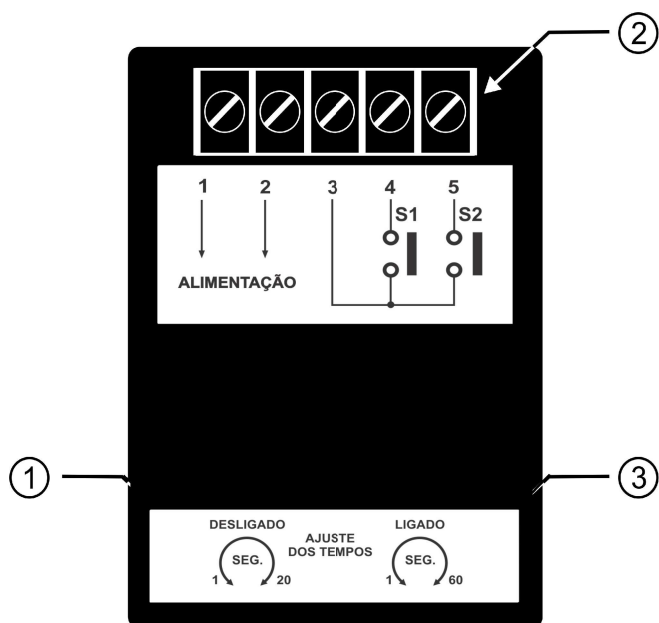 2
1 2 3 4 5
S1 S2
ALIMENTAÇÃO
1
3
DESLIGADO
SEG.
1 20
AJUSTE
DOS TEMPOS
LIGADO
SEG.
1 60